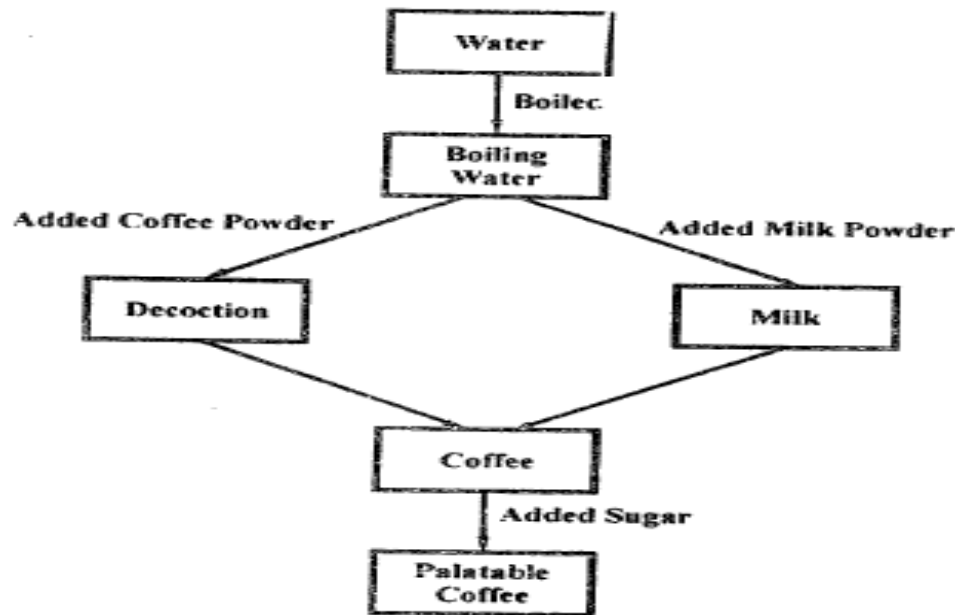 Water
Boilec
Boiling
Water
Added Coffee Powder
Added Milk Powder
Decoction
Milk
Coffee
Added Sugar
Palatable
Coffee